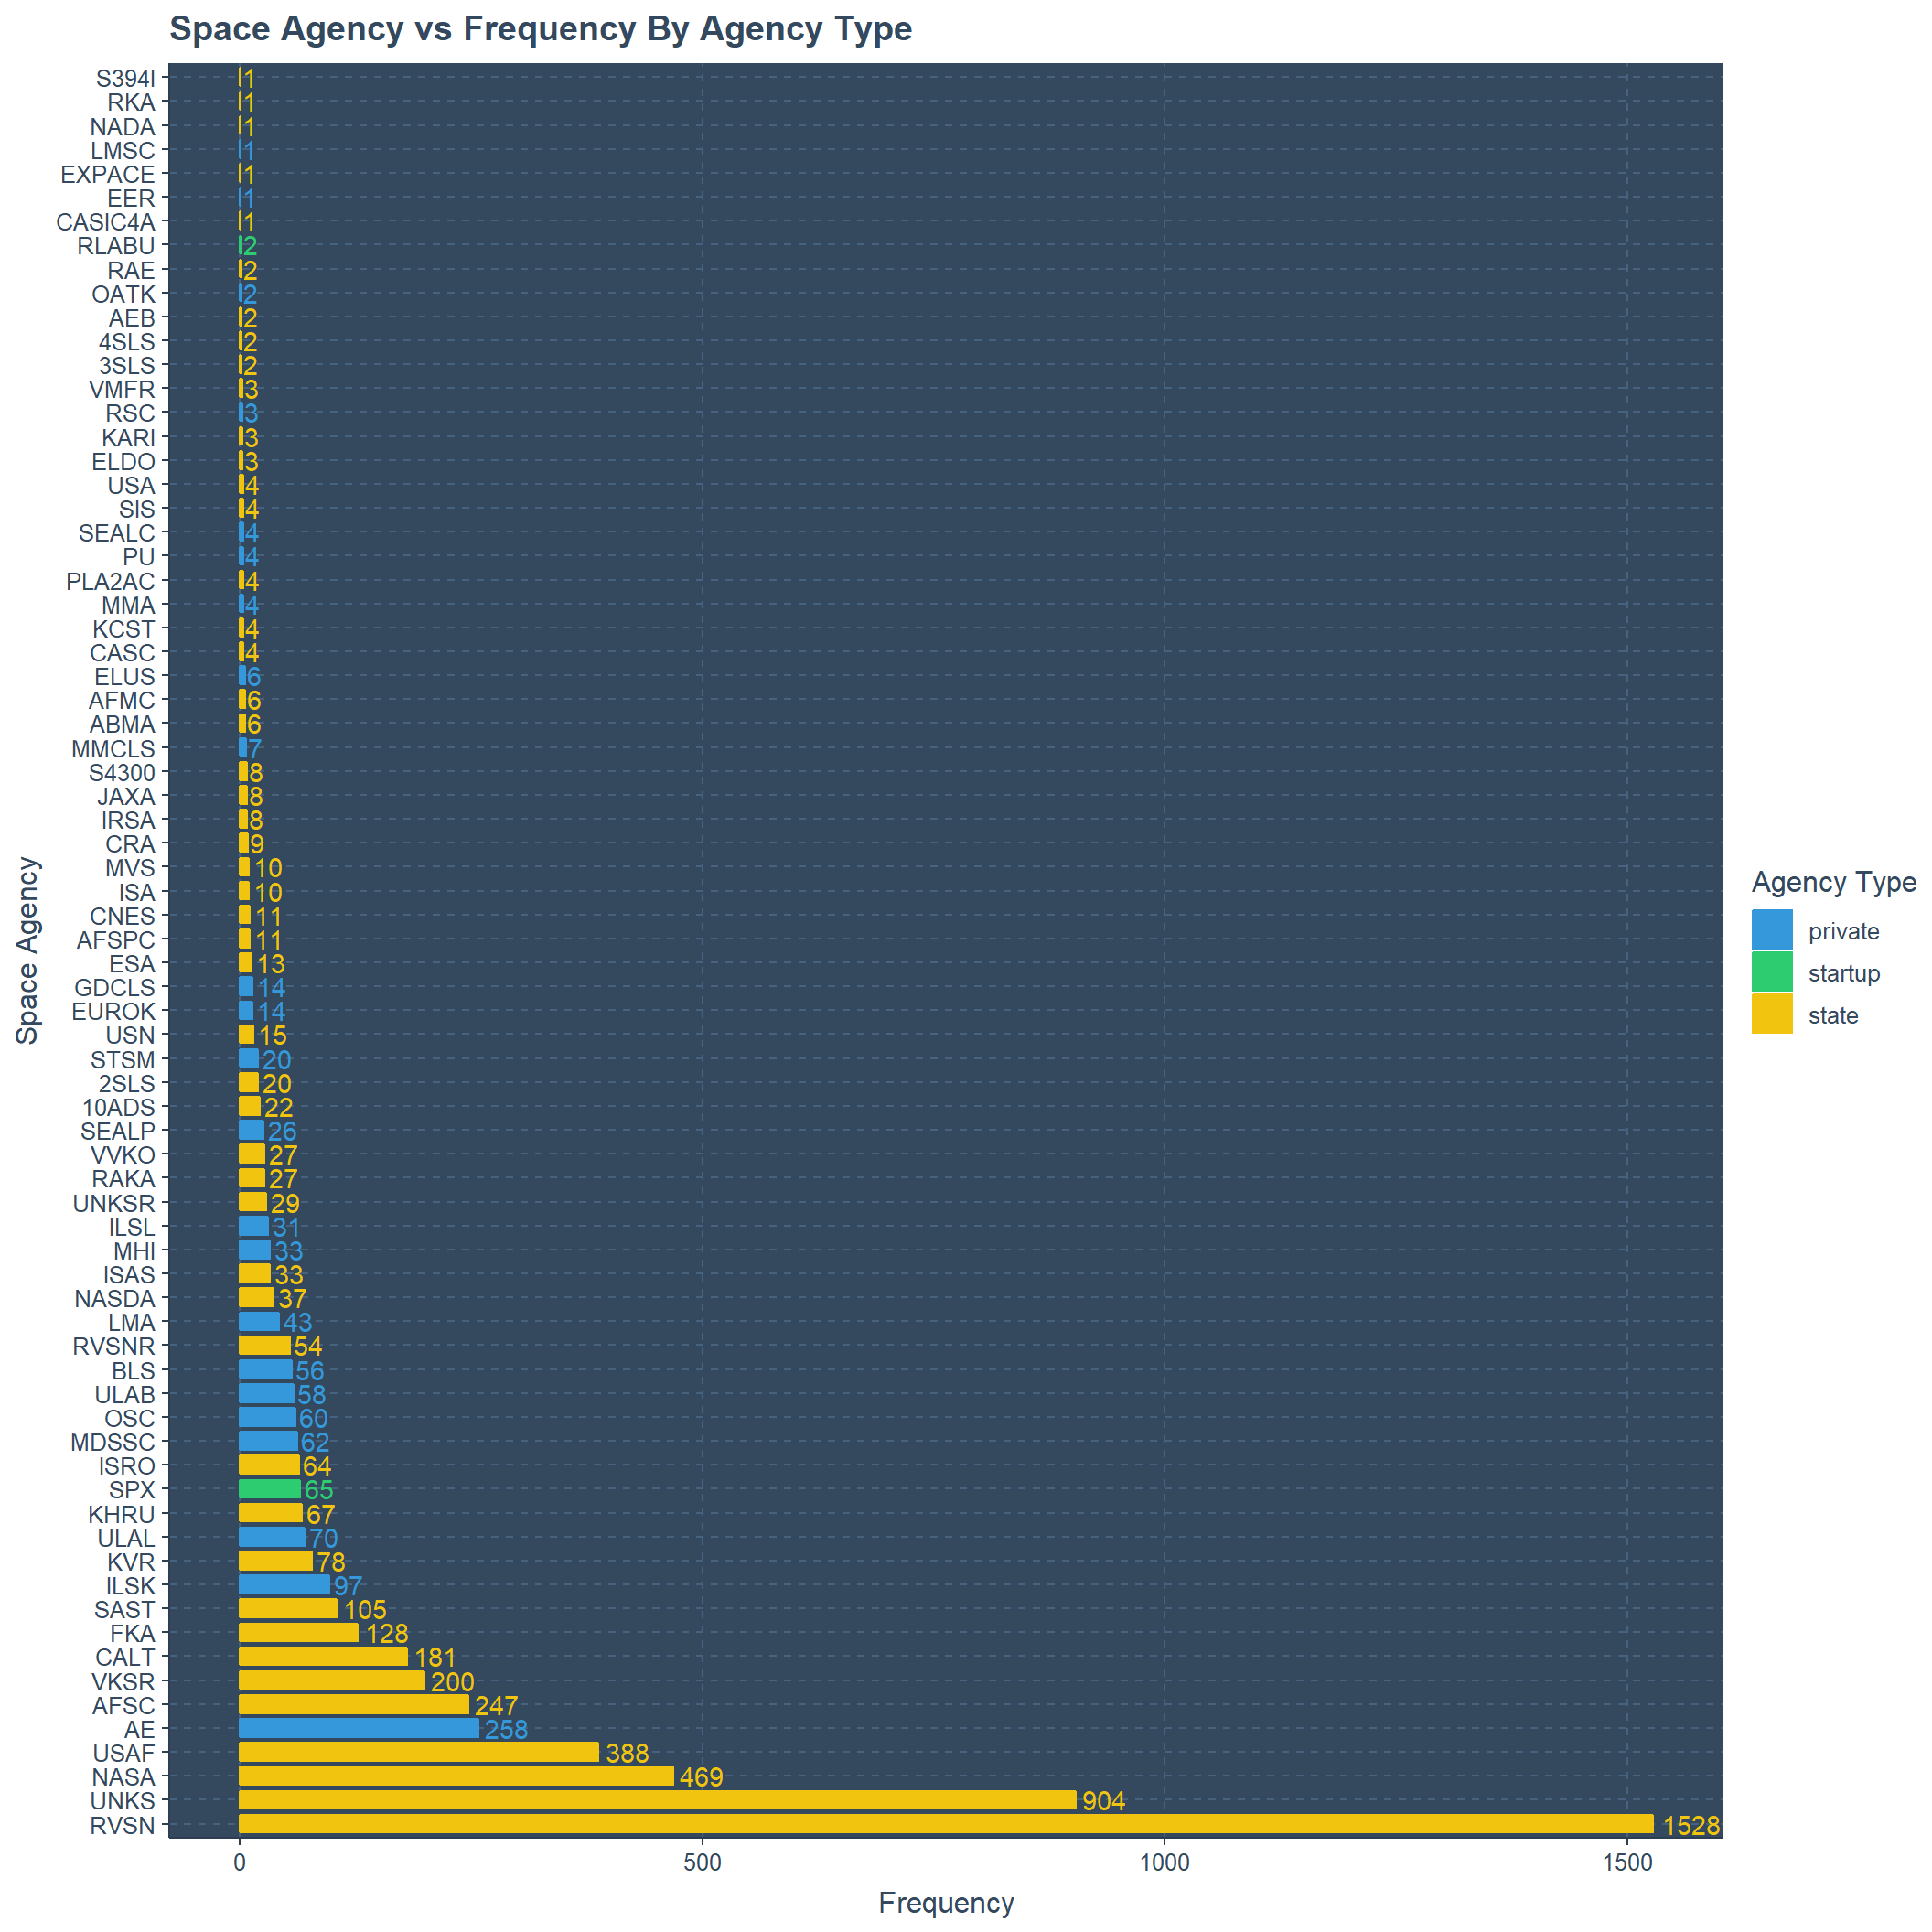 Space Agency vs Frequency By Agency Type
S394I 1
RKA 1
NADA 1
LMSC 1
EXPACE 1
EER 1
CASIC4A 1
RLABU 2
RAE 2
OATK 2
AEB 2
4SLS 2
3SLS 2
VMFR 3
RSC 3
KARI 3
ELDO 3
USA 4
SIS 4
SEALC 4
PU 4
PLA2AC 4
MMA 4
KCST 4
CASC 4
ELUS 6
AFMC 6
ABMA 6
MMCLS 7
S4300 8
JAXA 8
IRSA 8
CRA 9
MVS 10
ISA 10
CNES 11
AFSPC 11
ESA 13
GDCLS 14
EUROK 14
USN 15
STSM 20
2SLS 20
10ADS 22
SEALP 26
VVKO 27
RAKA 27
UNKSR 29
ILSL 31
MHI 33
ISAS 33
NASDA 37
LMA 43
RVSNR 54
BLS 56
ULAB 58
OSC 60
MDSSC 62
ISRO 64
SPX 65
KHRU 67
ULAL 70
KVR 78
ILSK 97
SAST 105
FKA 128
CALT 181
VKSR 200
AFSC 247
AE 258
USAF 388
NASA 469
UNKS 904
RVSN 1528
0 500 1000 1500
Frequency
Space Agency
Agency Type
private
startup
state